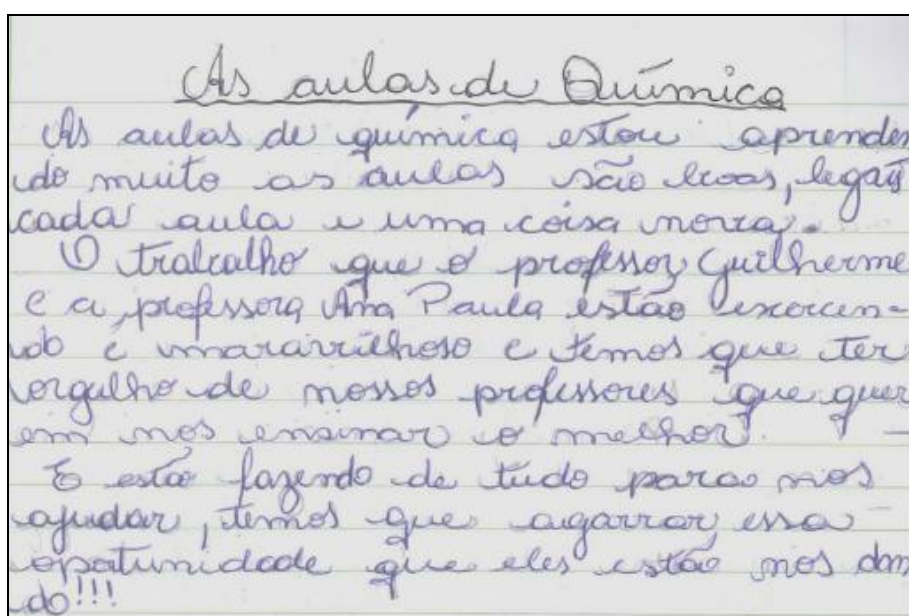 As aulas de Química
As aulas de química estou aprenden
do muito as aulas são boas, legais
cada aula e uma coisa nova.
O trabalho que o professor Guilherme
e a professora Ana Paula estão exercen-
do é maravilhoso e temos que ter
orgulho de nossos professores que quer
em nos ensinar o melhor.
E estão fazendo de tudo para nos
ajudar, temos que agarrar essa
opatunidade que eles estão nos dan
do!!!